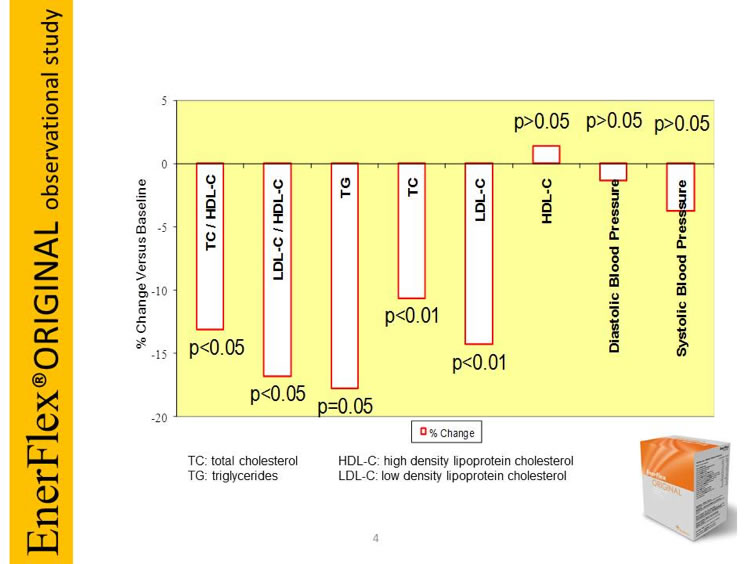 EnerFlex®ORIGINAL observational study
% Change Versus Baseline
5
0
-5
-10
-15
-20
TC / HDL-C
LDL-C / HDL-C
TG
TC
LDL-C
HDL-C
Diastolic Blood Pressure
Systolic Blood Presssure
p<0.05
p<0.05
p=0.05
p<0.01
p<0.01
p>0.05
p>0.05
p>0.05
% Change
TC: total cholesterol
TG: triglycerides
HDL-C: high density lipoprotein cholesterol
LDL-C: low density lipoprotein cholesterol
EnerFlex
ORIGINAL
4